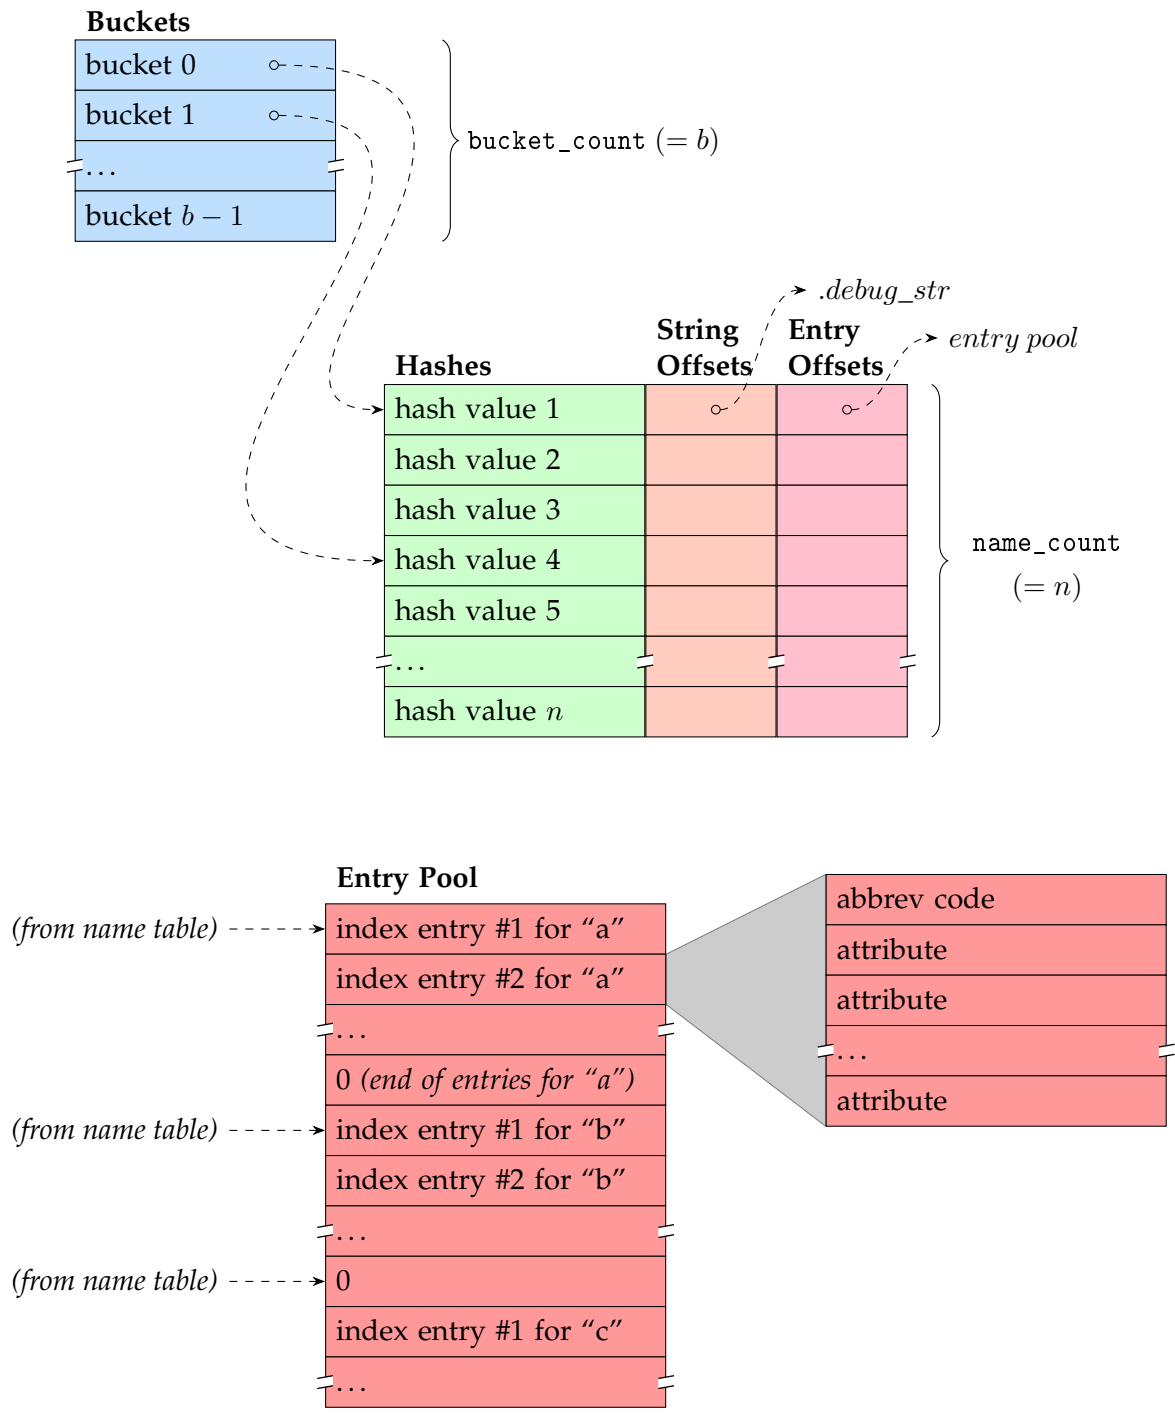 Buckets
bucket 0
bucket 1
...
bucket b − 1
bucket_count (= b)
.debug_str
String
Offsets
Entry
Offsets
entry pool
Hashes
hash value 1
hash value 2
hash value 3
hash value 4
hash value 5
...
hash value n
name_count
(= n)
Entry Pool
(from name table)
index entry #1 for “a”
index entry #2 for “a”
...
0 (end of entries for “a”)
(from name table)
index entry #1 for “b”
index entry #2 for “b”
...
(from name table)
0
index entry #1 for “c”
...
abbrev code
attribute
attribute
...
attribute